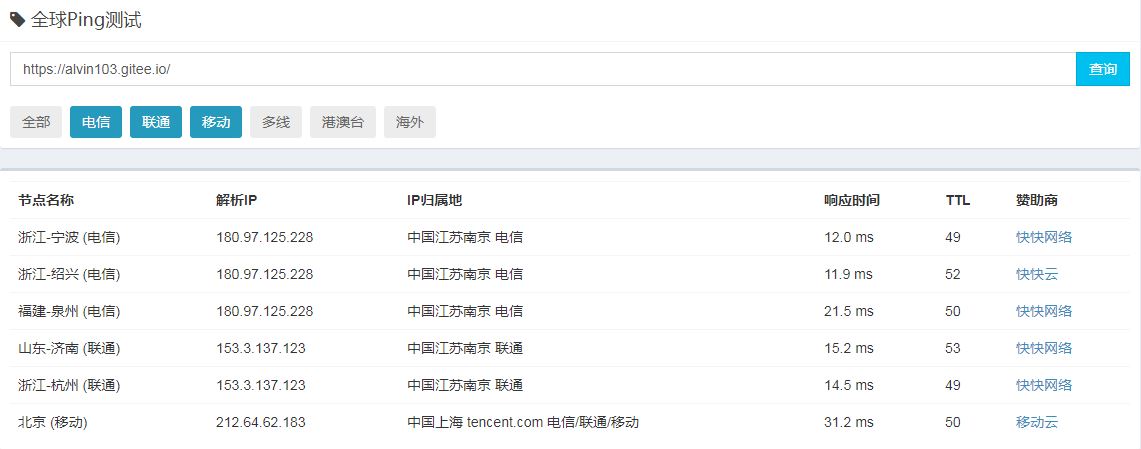 全球Ping测试
https://alvin103.gitee.io/ 查询
全部 电信 联通 移动 多线 港澳台 海外
节点名称 解析IP IP归属地 响应时间 TTL 赞助商
浙江-宁波 (电信) 180.97.125.228 中国江苏南京 电信 12.0 ms 49 快快网络
浙江-绍兴 (电信) 180.97.125.228 中国江苏南京 电信 11.9 ms 52 快快云
福建-泉州 (电信) 180.97.125.228 中国江苏南京 电信 21.5 ms 50 快快网络
山东-济南 (联通) 153.3.137.123 中国江苏南京 联通 15.2 ms 53 快快网络
浙江-杭州 (联通) 153.3.137.123 中国江苏南京 联通 14.5 ms 49 快快网络
北京 (移动) 212.64.62.183 中国上海 tencent.com 电信/联通/移动 31.2 ms 50 移动云